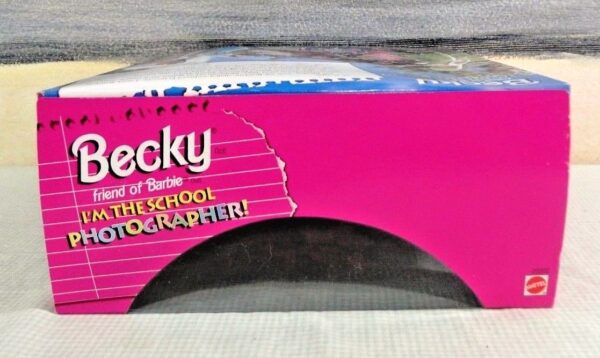 Becky
friend of Barbie
I'M THE SCHOOL
PHOTOGRAPHER!
MATTEL